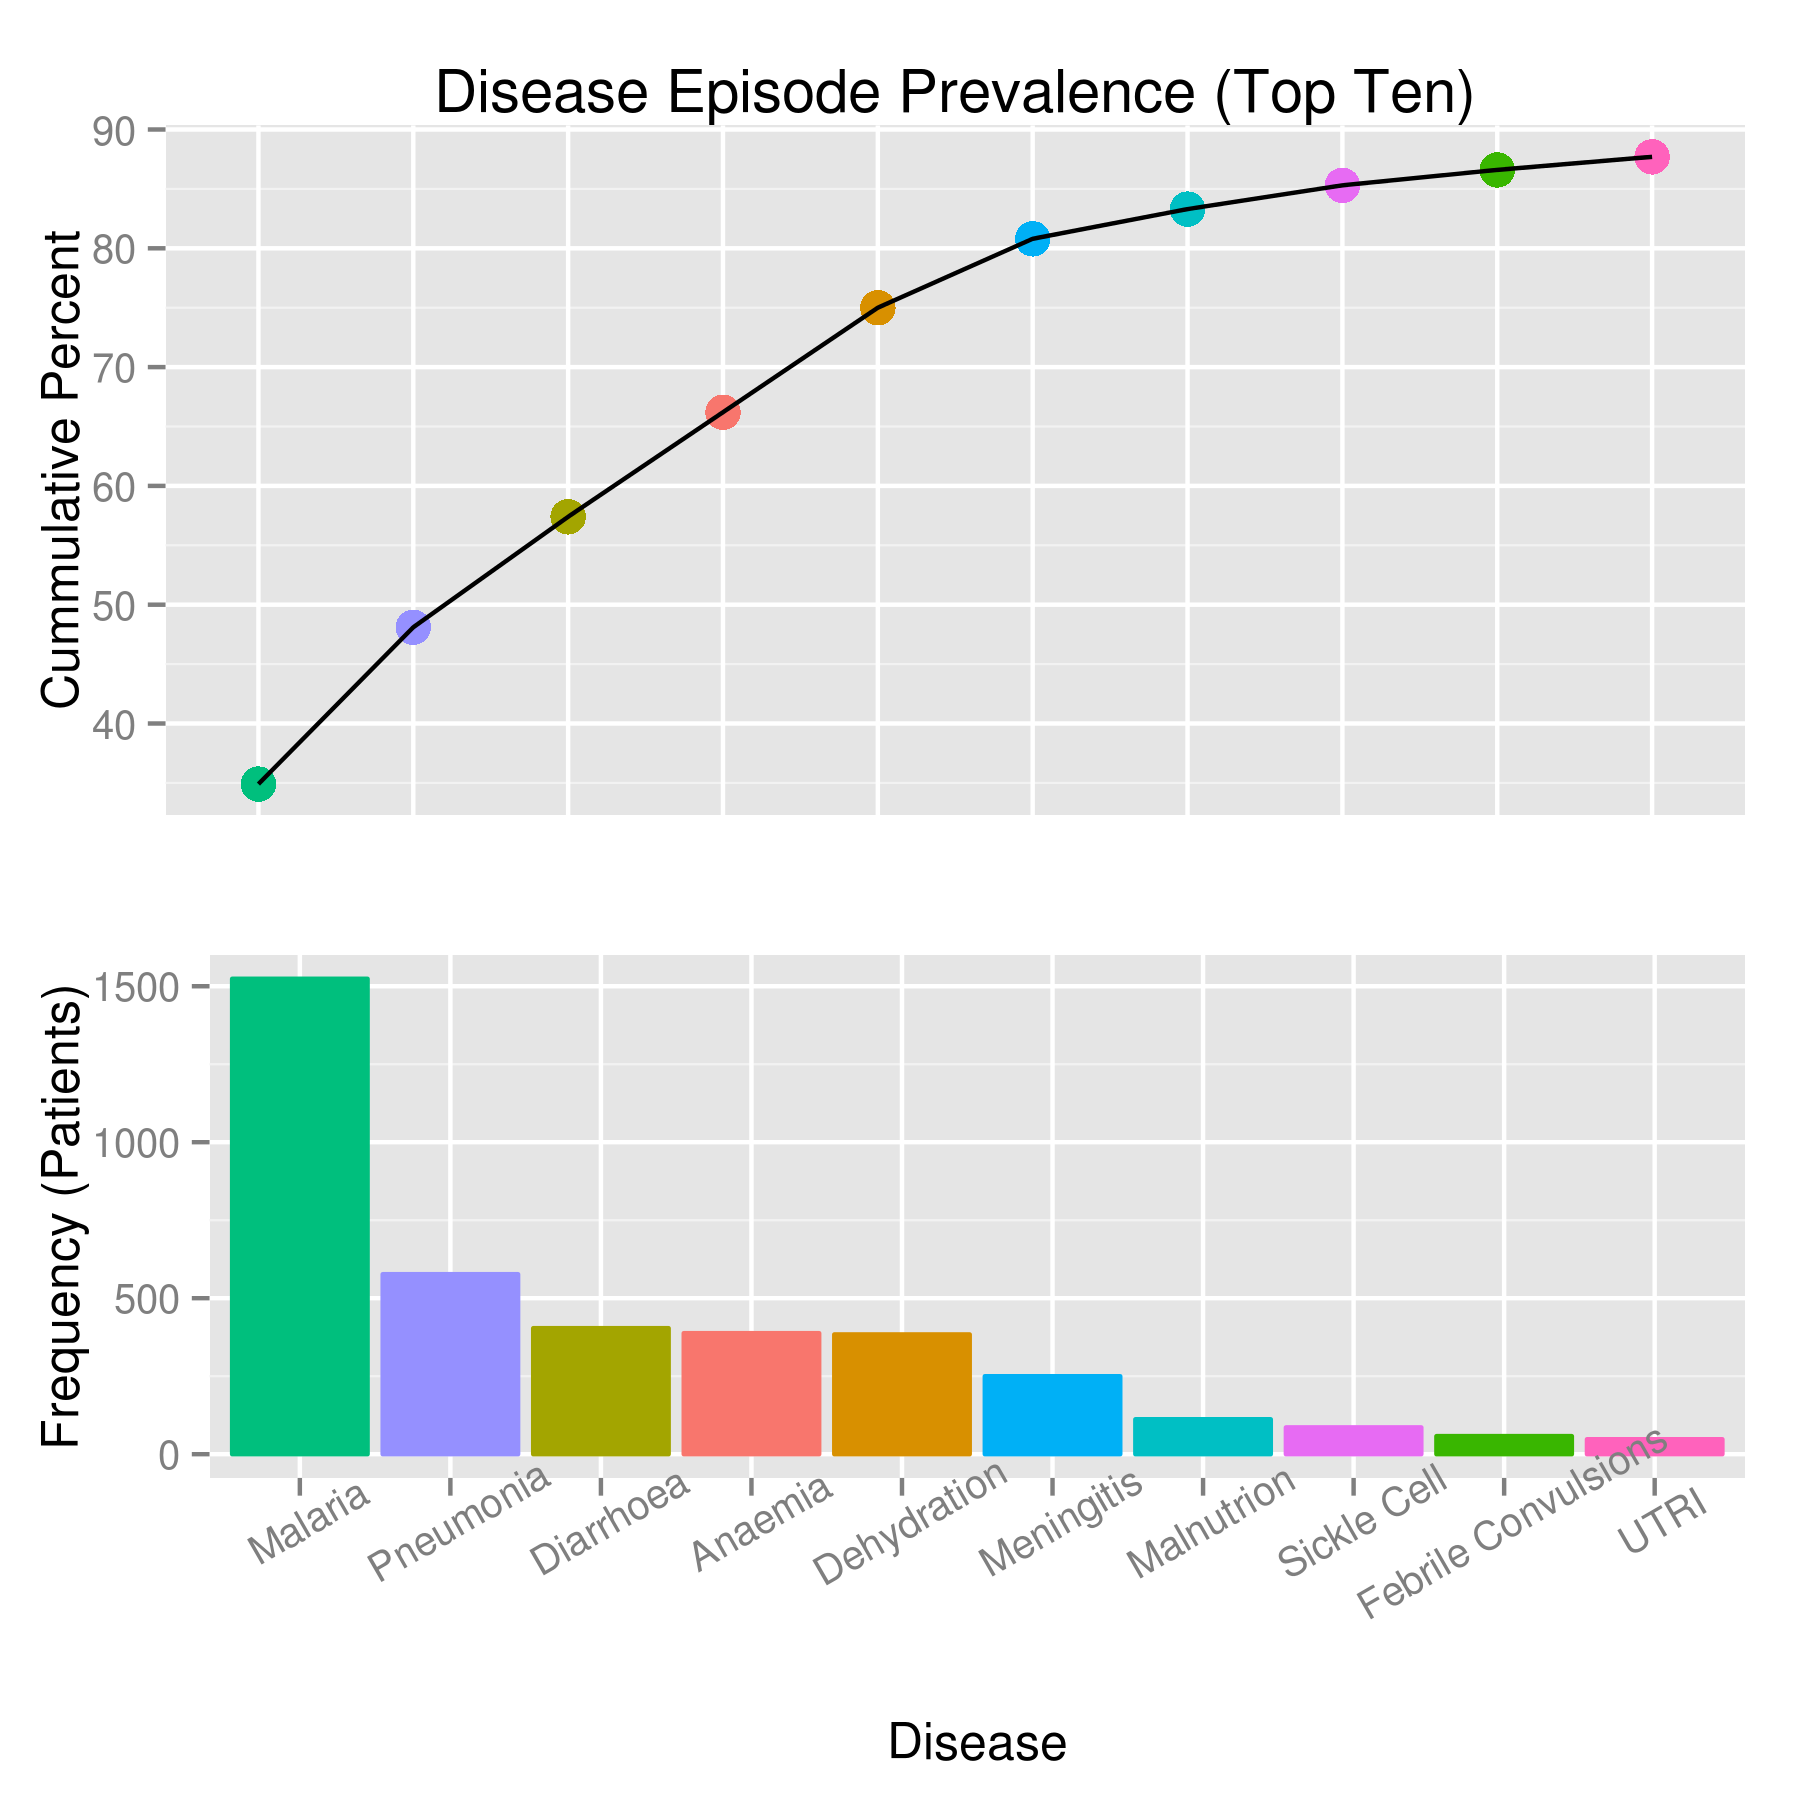 Disease Episode Prevalence (Top Ten)
Cummulative Percent
90
80
70
60
50
40
Frequency (Patients)
1500
1000
500
0
Malaria
Pneumonia
Diarrhoea
Anaemia
Dehydration
Meningitis
Malnutrion
Sickle Cell
Febrile Convulsions
UTRI
Disease